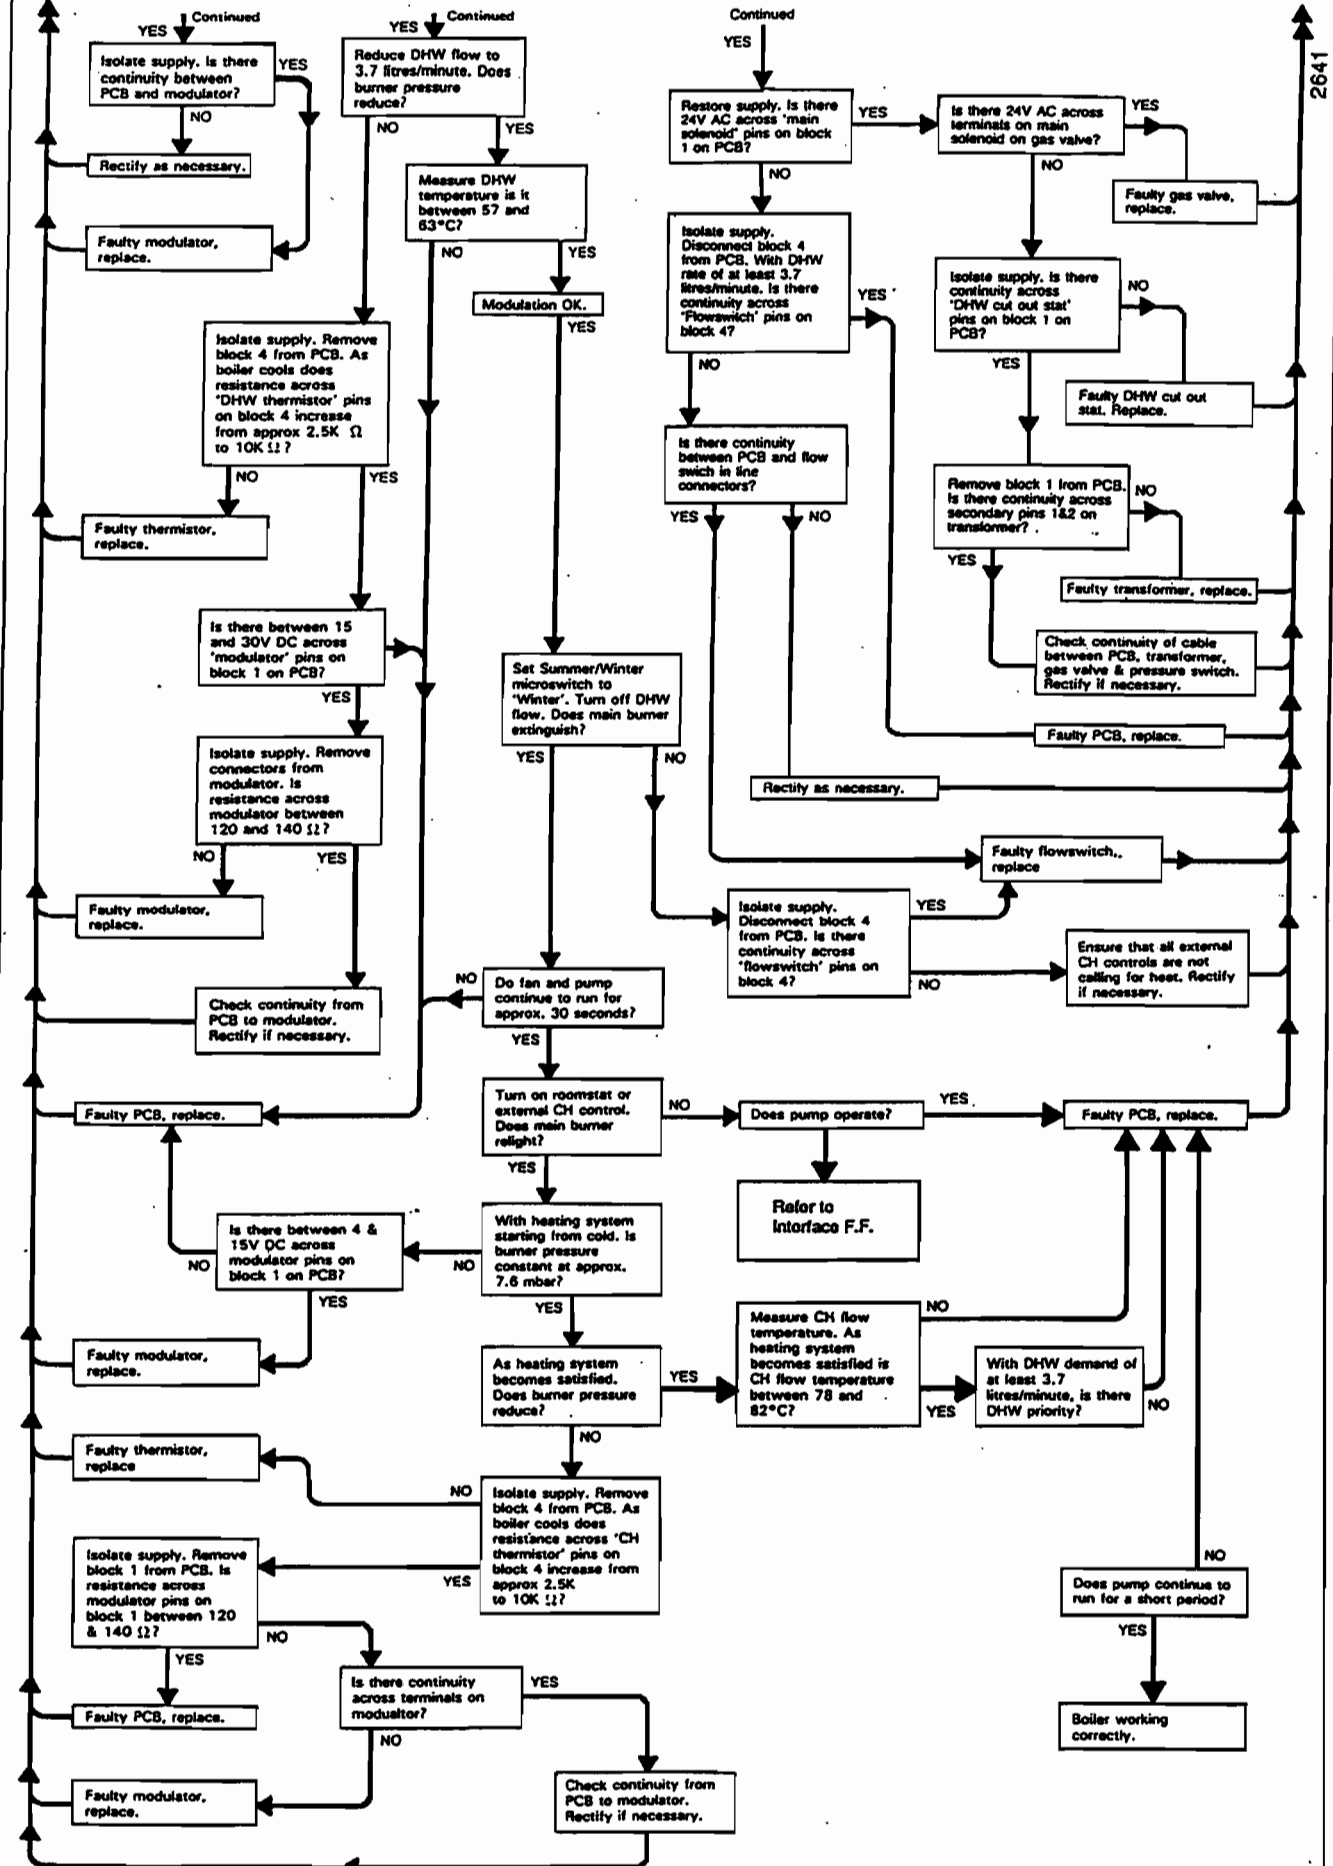 Continued
YES
Isolate supply. Is there
continuity between
PCB and modulator?
YES
NO
Rectify as necessary.
Faulty modulator,
replace.
Continued
YES
Reduce DHW flow to
3.7 litres/minute. Does
burner pressure
reduce?
NO
YES
Measure DHW
temperature is it
between 57 and
63°C?
NO
YES
Modulation OK.
YES
Isolate supply. Remove
block 4 from PCB. As
boiler cools does
resistance across
'DHW thermistor' pins
on block 4 increase
from approx 2.5K Ω
to 10K Ω?
NO
YES
Faulty thermistor,
replace.
Is there between 15
and 30V DC across
'modulator' pins on
block 1 on PCB?
YES
Isolate supply. Remove
connectors from
modulator. Is
resistance across
modulator between
120 and 140 Ω?
NO
YES
Faulty modulator,
replace.
Check continuity from
PCB to modulator.
Rectify if necessary.
Faulty PCB, replace.
Continued
YES
Restore supply. Is there
24V AC across 'main
solenoid' pins on block
1 on PCB?
YES
NO
Is there 24V AC across
terminals on main
solenoid on gas valve?
YES
NO
Faulty gas valve,
replace.
2641
Isolate supply.
Disconnect block 4
from PCB. With DHW
rate of at least 3.7
litres/minute. Is there
continuity across
'Flowswitch' pins on
block 4?
YES
NO
Isolate supply. Is there
continuity across
'DHW cut out stat'
pins on block 1 on
PCB?
NO
YES
Faulty DHW cut out
stat. Replace.
Is there continuity
between PCB and flow
swich in line
connectors?
YES
NO
Remove block 1 from PCB.
Is there continuity across
secondary pins 1&2 on
transformer?
NO
YES
Faulty transformer, replace.
Check continuity of cable
between PCB, transformer,
gas valve & pressure switch.
Rectify if necessary.
Faulty PCB, replace.
Rectify as necessary.
Set Summer/Winter
microswitch to
'Winter'. Turn off DHW
flow. Does main burner
extinguish?
YES
NO
Faulty flowswitch,,
replace
Isolate supply.
Disconnect block 4
from PCB. Is there
continuity across
'flowswitch' pins on
block 4?
YES
NO
Ensure that all external
CH controls are not
calling for heat. Rectify
if necessary.
Do fan and pump
continue to run for
approx. 30 seconds?
NO
YES
Turn on roomstat or
external CH control.
Does main burner
relight?
NO
YES
Does pump operate?
YES
Faulty PCB, replace.
Refer to
Interface F.F.
With heating system
starting from cold. Is
burner pressure
constant at approx.
7.6 mbar?
NO
YES
Is there between 4 &
15V DC across
modulator pins on
block 1 on PCB?
NO
YES
Faulty modulator,
replace.
As heating system
becomes satisfied.
Does burner pressure
reduce?
YES
NO
Measure CH flow
temperature. As
heating system
becomes satisfied is
CH flow temperature
between 78 and
82°C?
NO
YES
With DHW demand of
at least 3.7
litres/minute, is there
DHW priority?
NO
Faulty thermistor,
replace
Isolate supply. Remove
block 4 from PCB. As
boiler cools does
resistance across 'CH
thermistor' pins on
block 4 increase from
approx 2.5K
to 10K Ω?
NO
YES
Isolate supply. Remove
block 1 from PCB. Is
resistance across
modulator pins on
block 1 between 120
& 140 Ω?
NO
YES
Faulty PCB, replace.
Is there continuity
across terminals on
modualtor?
YES
NO
Faulty modulator,
replace.
Check continuity from
PCB to modulator.
Rectify if necessary.
NO
Does pump continue to
run for a short period?
YES
Boiler working
correctly.